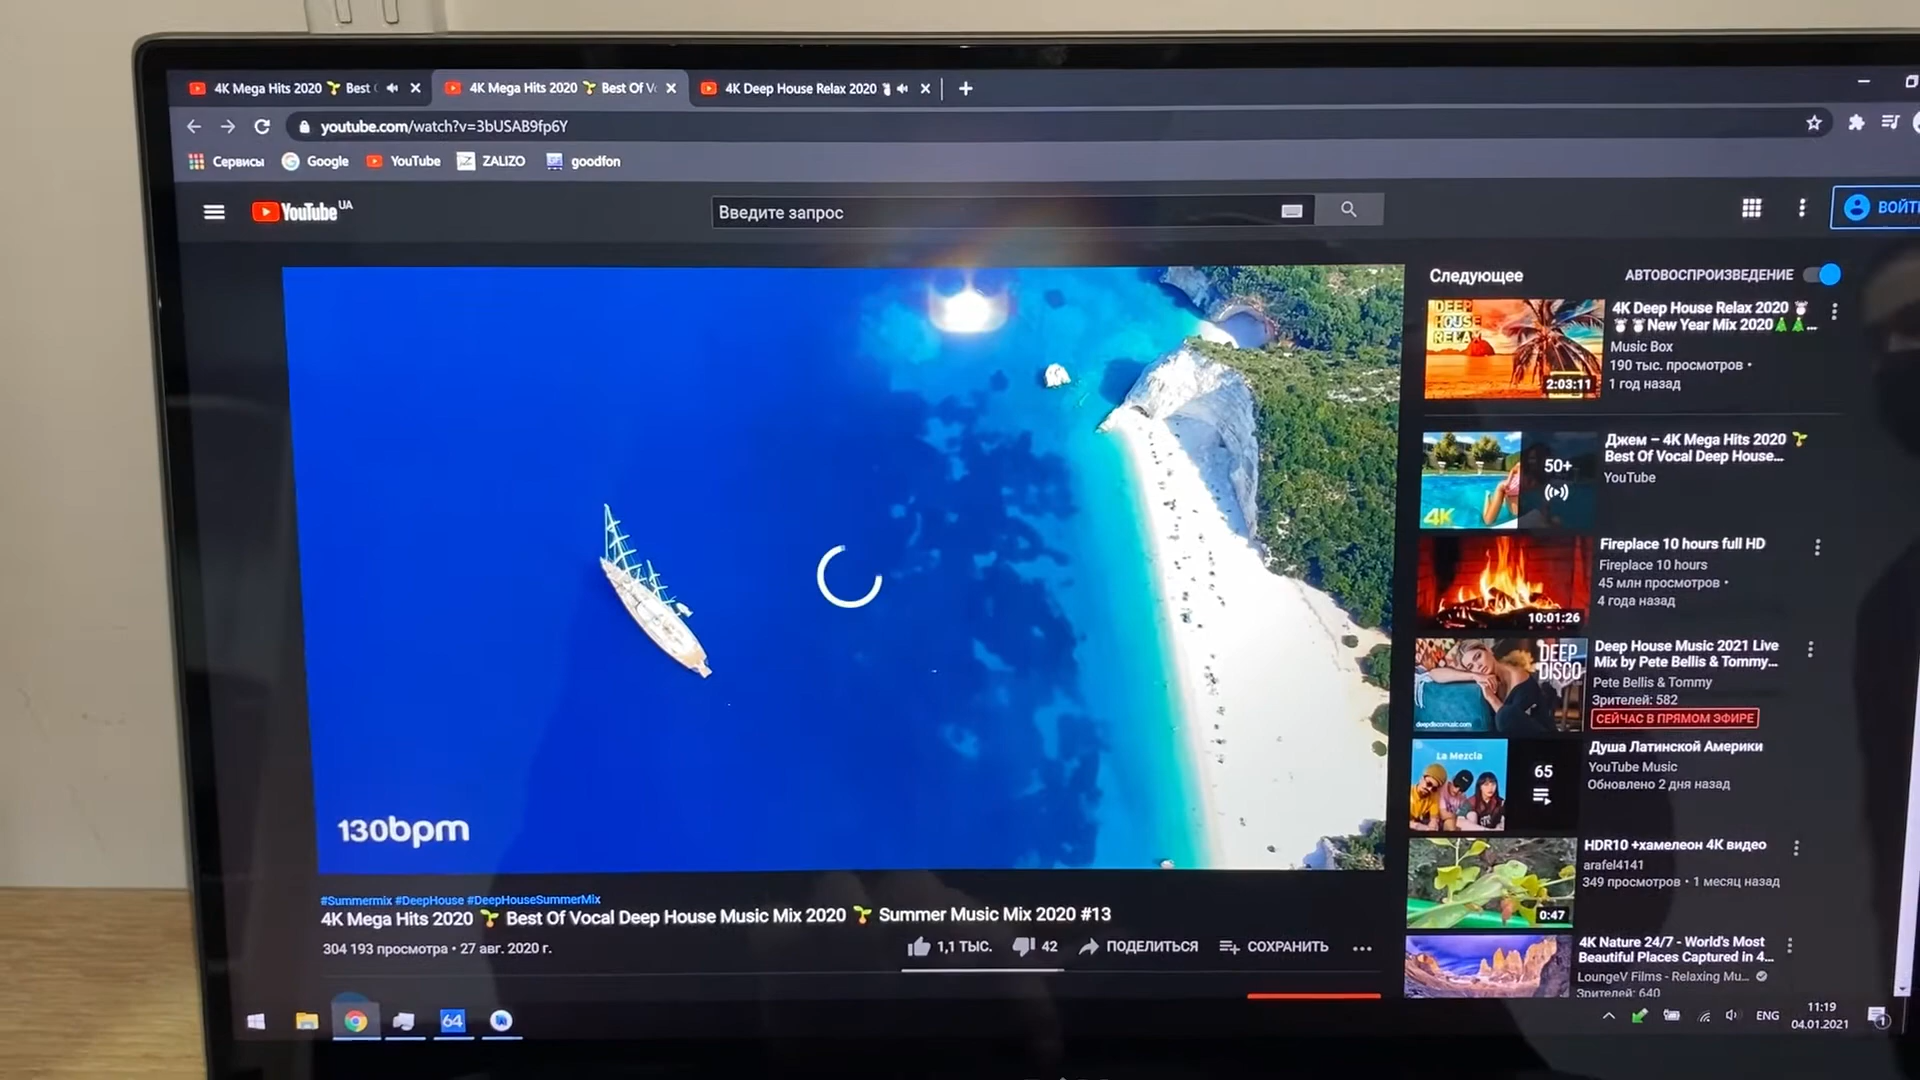 4K Mega Hits 2020 Best
4K Mega Hits 2020 Best Of Vo
4K Deep House Relax 2020
youtube.com/watch?v=3bUSAB9fp6Y
Сервисы
Google
YouTube
ZALIZO
goodfon
YouTube UA
Введите запрос
ВОЙТИ
130bpm
#Summermix #DeepHouse #DeepHouseSummerMix
4K Mega Hits 2020 Best Of Vocal Deep House Music Mix 2020 Summer Music Mix 2020 #13
304 193 просмотра • 27 авг. 2020 г.
1,1 ТЫС.
42
ПОДЕЛИТЬСЯ
СОХРАНИТЬ
Следующее
АВТОВОСПРОИЗВЕДЕНИЕ
DEEP
HOUSE
RELAX
2:03:11
4K Deep House Relax 2020
New Year Mix 2020...
Music Box
190 тыс. просмотров •
1 год назад
4K
50+
Джем – 4K Mega Hits 2020
Best Of Vocal Deep House...
YouTube
10:01:26
Fireplace 10 hours full HD
Fireplace 10 hours
45 млн просмотров •
4 года назад
DEEP
DISCO
deepdiscomusic.com
Deep House Music 2021 Live
Mix by Pete Bellis & Tommy...
Pete Bellis & Tommy
Зрителей: 582
СЕЙЧАС В ПРЯМОМ ЭФИРЕ
La Mezcla
65
Душа Латинской Америки
YouTube Music
Обновлено 2 дня назад
0:47
HDR10 +хамелеон 4K видео
arafel4141
349 просмотров • 1 месяц назад
4K Nature 24/7 - World's Most
Beautiful Places Captured in 4...
LoungeV Films - Relaxing Mu...
Зрителей: 640
64
ENG
11:19
04.01.2021
1